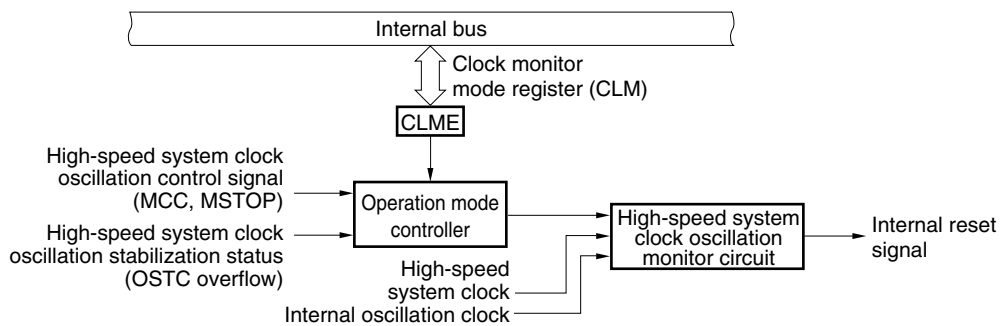 Internal bus
Clock monitor
mode register (CLM)
CLME
High-speed system clock
oscillation control signal
(MCC, MSTOP)
High-speed system clock
oscillation stabilization status
(OSTC overflow)
Operation mode
controller
High-speed
system clock
Internal oscillation clock
High-speed system
clock oscillation
monitor circuit
Internal reset
signal